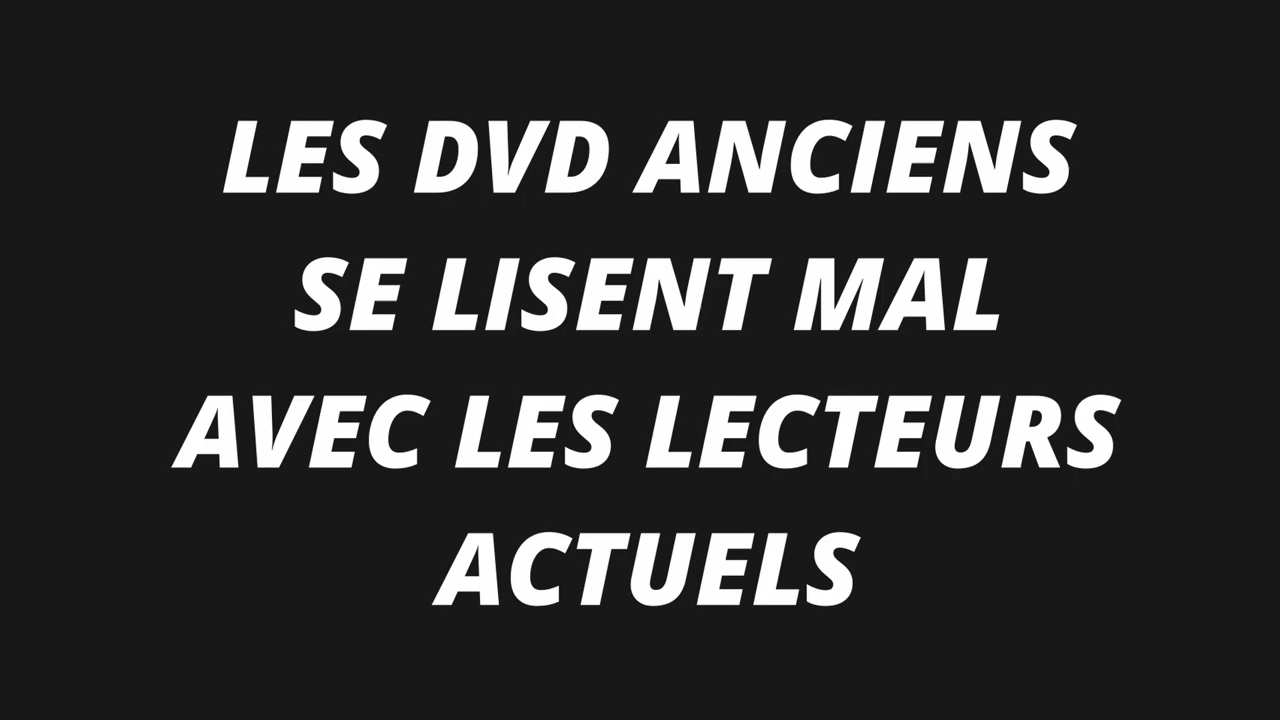 LES DVD ANCIENS
SE LISENT MAL
AVEC LES LECTEURS
ACTUELS